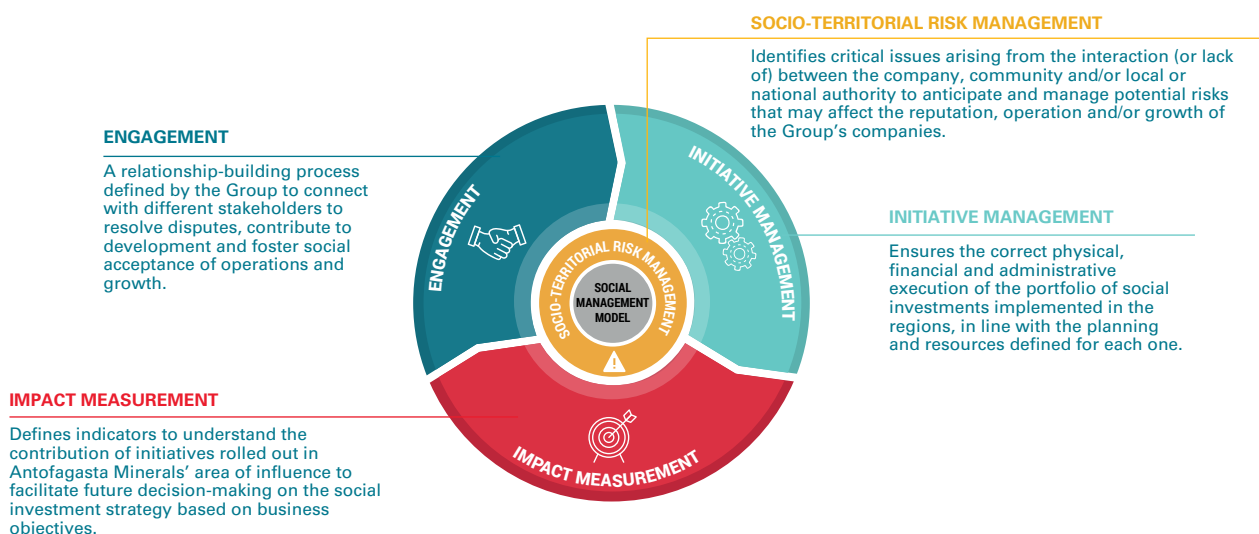 SOCIO-TERRITORIAL RISK MANAGEMENT
Identifies critical issues arising from the interaction (or lack
of) between the company, community and/or local or
national authority to anticipate and manage potential risks
that may affect the reputation, operation and/or growth of
the Group's companies.
ENGAGEMENT
A relationship-building process
defined by the Group to connect
with different stakeholders to
resolve disputes, contribute to
development and foster social
acceptance of operations and
growth.
INITIATIVE MANAGEMENT
Ensures the correct physical,
financial and administrative
execution of the portfolio of social
investments implemented in the
regions, in line with the planning
and resources defined for each one.
IMPACT MEASUREMENT
Defines indicators to understand the
contribution of initiatives rolled out in
Antofagasta Minerals' area of influence to
facilitate future decision-making on the social
investment strategy based on business
objectives.
ENGAGEMENT
INITIATIVE MANAGEMENT
IMPACT MEASUREMENT
SOCIO-TERRITORIAL RISK MANAGEMENT
SOCIAL
MANAGEMENT
MODEL